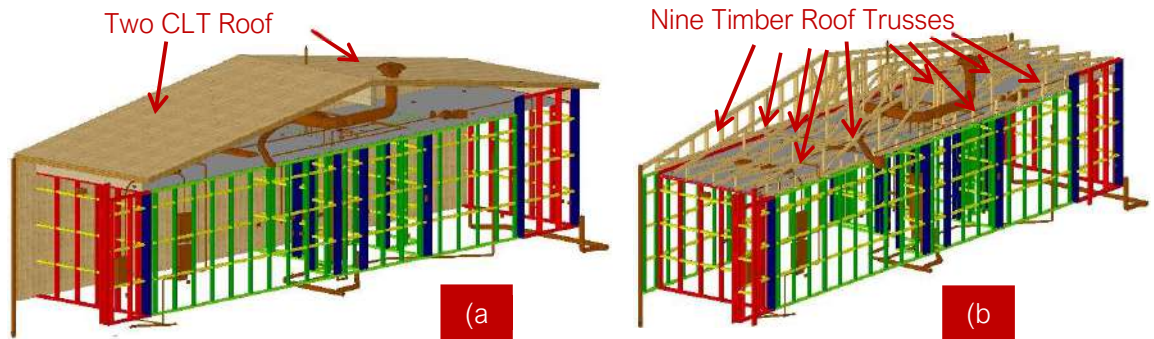 Two CLT Roof
Nine Timber Roof Trusses
(a
(b